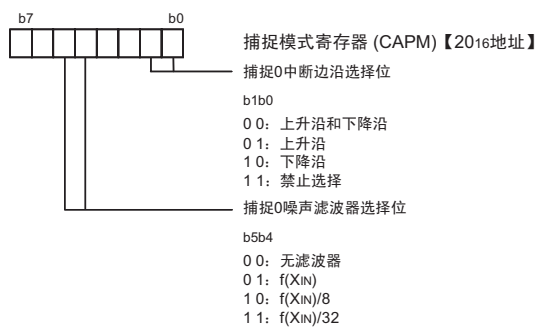 b7 b0
捕捉模式寄存器 (CAPM)【2016地址】
捕捉0中断边沿选择位
b1b0
0 0：上升沿和下降沿
0 1：上升沿
1 0：下降沿
1 1：禁止选择
捕捉0噪声滤波器选择位
b5b4
0 0：无滤波器
0 1：f(XIN)
1 0：f(XIN)/8
1 1：f(XIN)/32